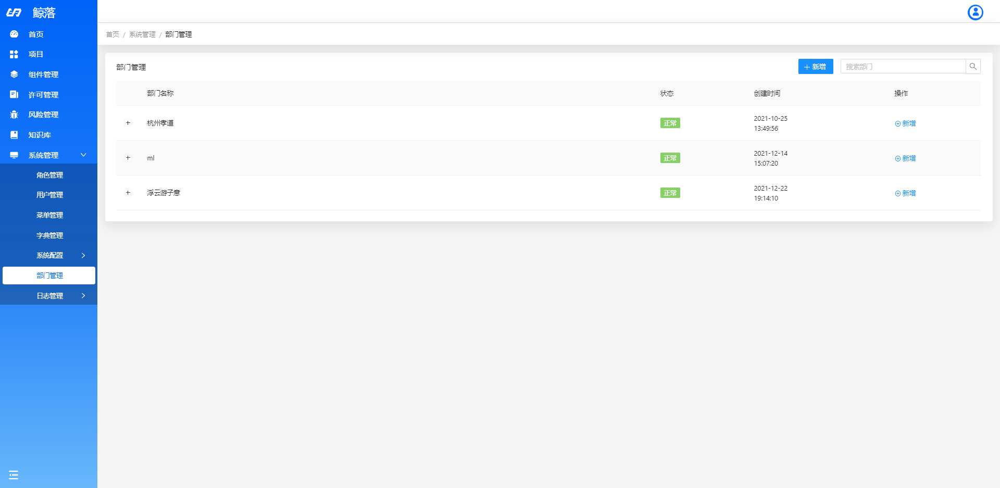 鲸落
首页
项目
组件管理
许可管理
风险管理
知识库
系统管理
角色管理
用户管理
菜单管理
字典管理
系统配置
部门管理
日志管理
首页 / 系统管理 / 部门管理
部门管理
新增
搜索部门
部门名称 状态 创建时间 操作
杭州孝道 正常 2021-10-25 13:49:56 新增
ml 正常 2021-12-14 15:07:20 新增
浮云游子意 正常 2021-12-22 19:14:10 新增